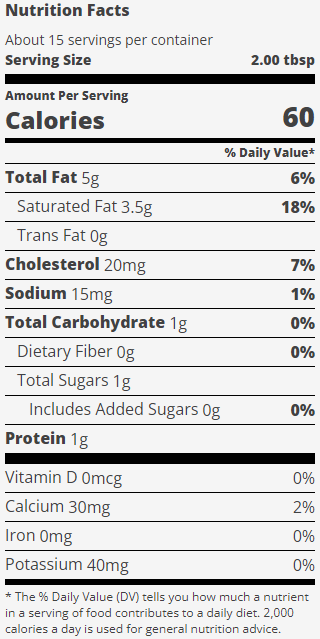 Nutrition Facts
About 15 servings per container
Serving Size 2.00 tbsp
Amount Per Serving
Calories 60
% Daily Value*
Total Fat 5g 6%
Saturated Fat 3.5g 18%
Trans Fat 0g
Cholesterol 20mg 7%
Sodium 15mg 1%
Total Carbohydrate 1g 0%
Dietary Fiber 0g 0%
Total Sugars 1g
Includes Added Sugars 0g 0%
Protein 1g
Vitamin D 0mcg 0%
Calcium 30mg 2%
Iron 0mg 0%
Potassium 40mg 0%
* The % Daily Value (DV) tells you how much a nutrient
in a serving of food contributes to a daily diet. 2,000
calories a day is used for general nutrition advice.